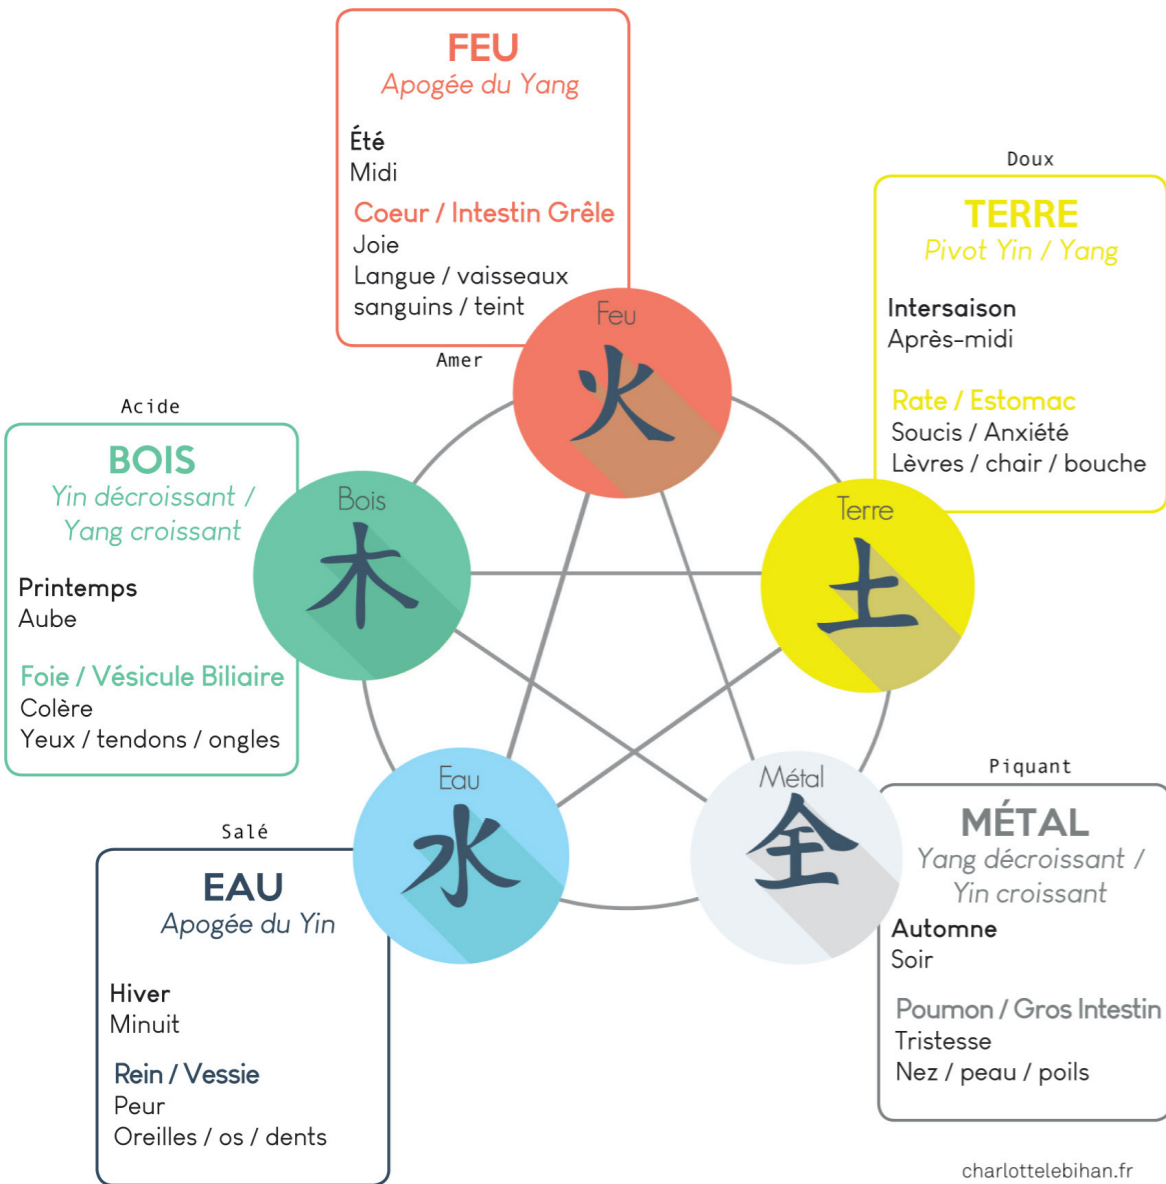 FEU
Apogée du Yang
Été
Midi
Coeur / Intestin Grêle
Joie
Langue / vaisseaux
sanguins / teint
Amer
Feu
火
Doux
TERRE
Pivot Yin / Yang
Intersaison
Après-midi
Rate / Estomac
Soucis / Anxiété
Lèvres / chair / bouche
Terre
土
Acide
BOIS
Yin décroissant /
Yang croissant
Printemps
Aube
Foie / Vésicule Biliaire
Colère
Yeux / tendons / ongles
Bois
木
Eau
水
Métal
全
Piquant
MÉTAL
Yang décroissant /
Yin croissant
Automne
Soir
Poumon / Gros Intestin
Tristesse
Nez / peau / poils
Salé
EAU
Apogée du Yin
Hiver
Minuit
Rein / Vessie
Peur
Oreilles / os / dents
charlottelebihan.fr